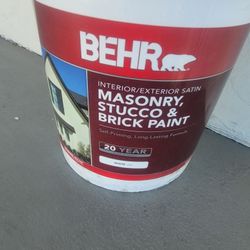 BEHR
INTERIOR/EXTERIOR SATIN
MASONRY,
STUCCO &
BRICK PAINT
Self-Priming, Long-Lasting Formula
20 YEAR